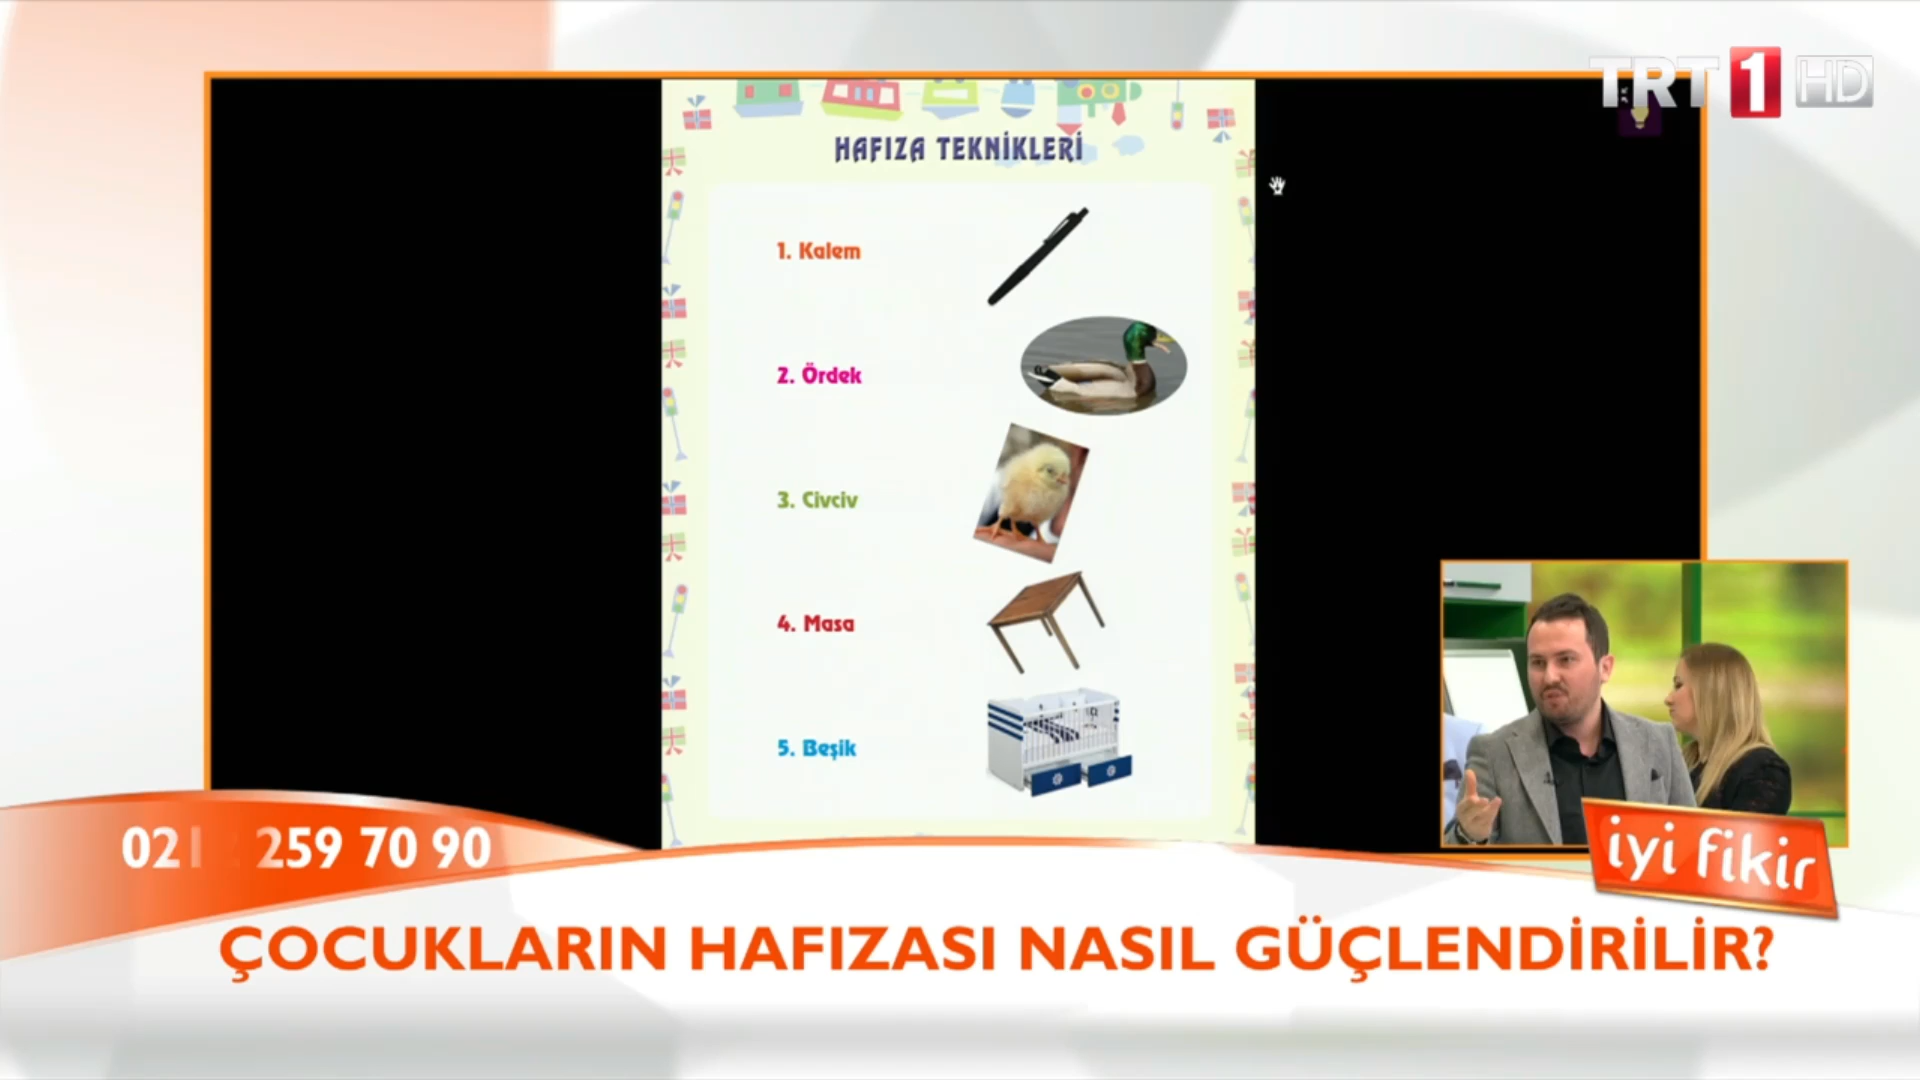 TRT 1 HD
HAFIZA TEKNİKLERİ
1. Kalem
2. Ördek
3. Civciv
4. Masa
5. Beşik
0212 259 70 90
iyi fikir
ÇOCUKLARIN HAFIZASI NASIL GÜÇLENDİRİLİR?